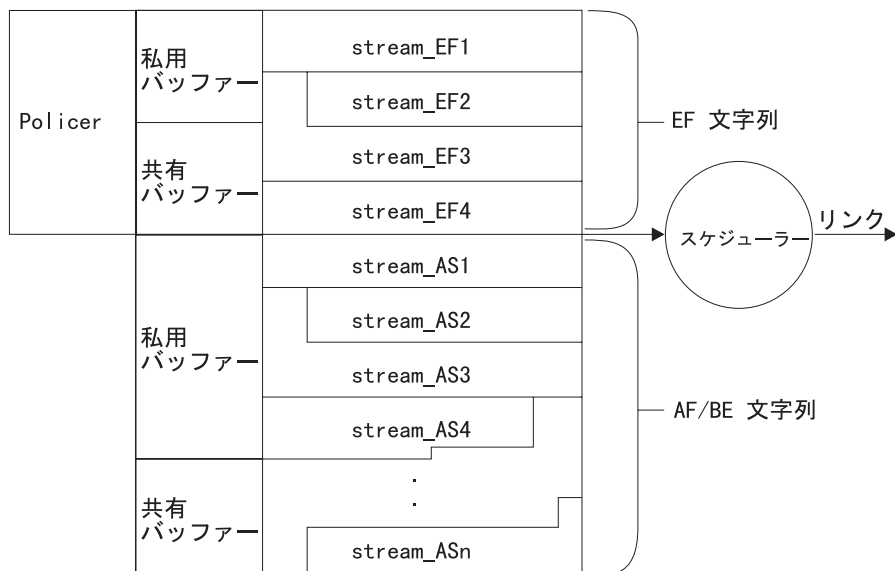 Policer
私用
バッファー
共有
バッファー
stream_EF1
stream_EF2
stream_EF3
stream_EF4
EF 文字列
スケジューラー
リンク
私用
バッファー
共有
バッファー
stream_AS1
stream_AS2
stream_AS3
stream_AS4
.
.
stream_ASn
AF/BE 文字列